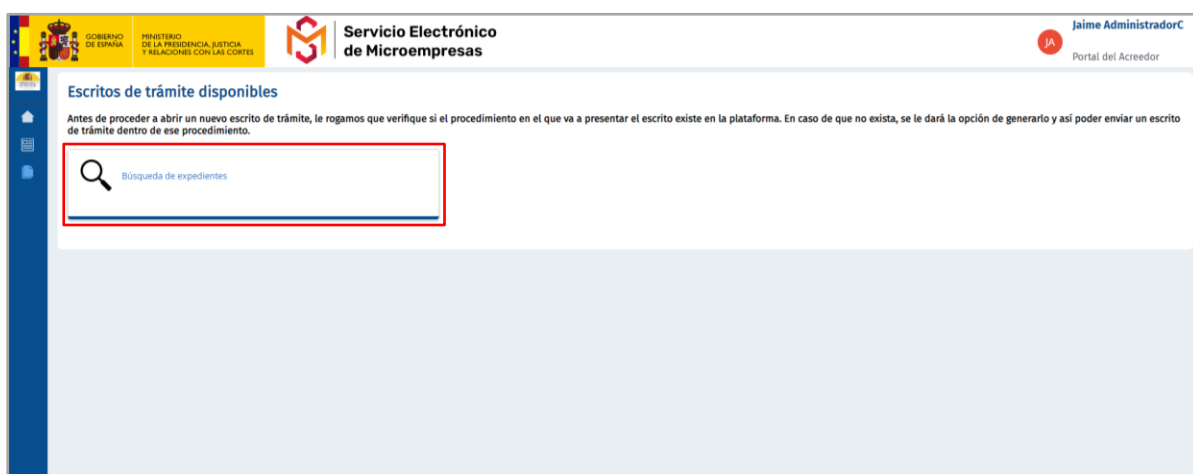 GOBIERNO
DE ESPAÑA
MINISTERIO
DE LA PRESIDENCIA, JUSTICIA
Y RELACIONES CON LAS CORTES
Servicio Electrónico
de Microempresas
JA
Jaime AdministradorC
Portal del Acreedor
Escritos de trámite disponibles
Antes de proceder a abrir un nuevo escrito de trámite, le rogamos que verifique si el procedimiento en el que va a presentar el escrito existe en la plataforma. En caso de que no exista, se le dará la opción de generarlo y así poder enviar un escrito
de trámite dentro de ese procedimiento.
Búsqueda de expedientes